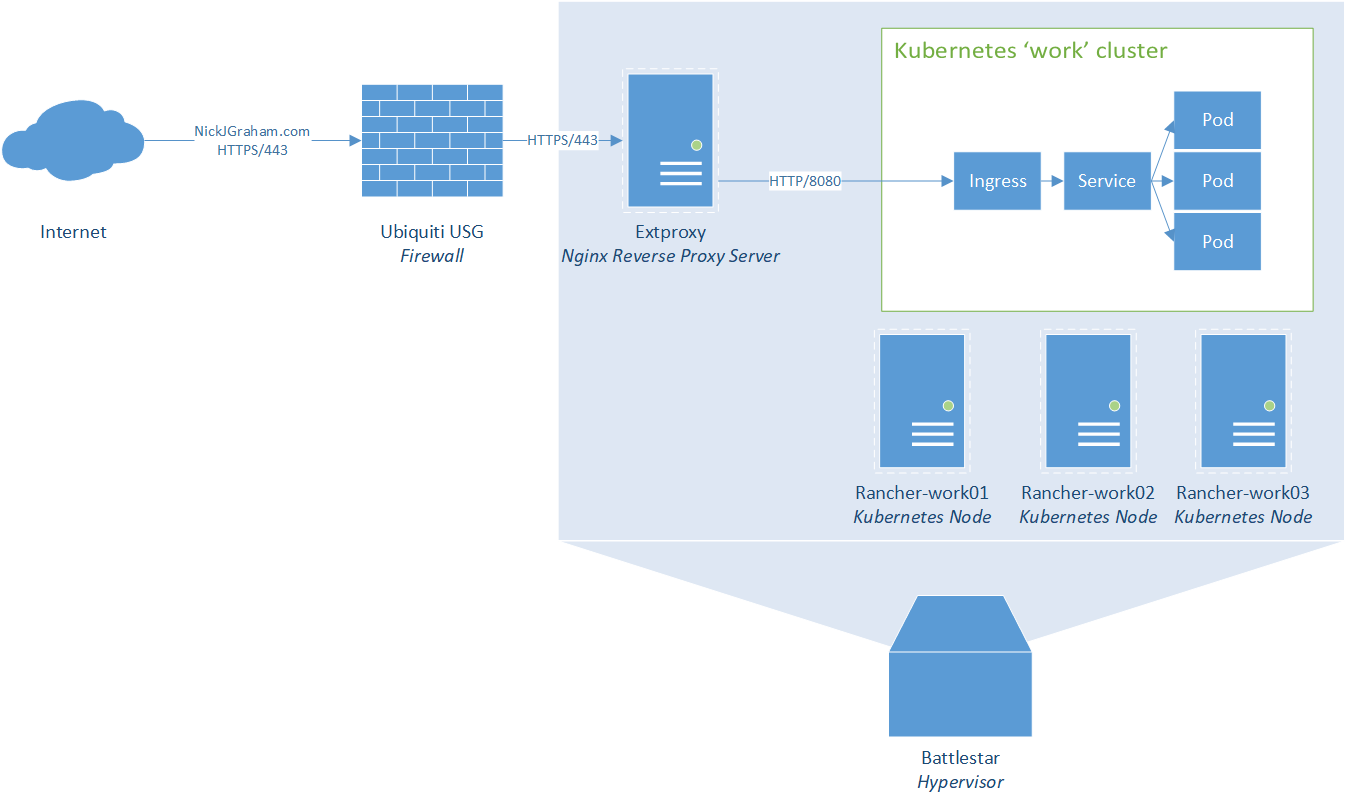 Kubernetes ‘work’ cluster
NickJGraham.com
HTTPS/443
HTTPS/443
HTTP/8080
Ingress
Service
Pod
Pod
Pod
Internet
Ubiquiti USG
Firewall
Extproxy
Nginx Reverse Proxy Server
Rancher-work01
Kubernetes Node
Rancher-work02
Kubernetes Node
Rancher-work03
Kubernetes Node
Battlestar
Hypervisor